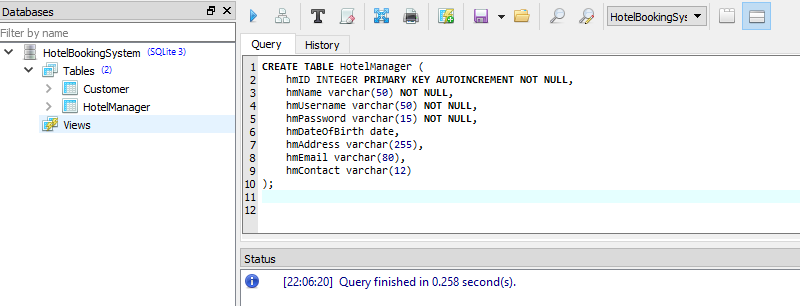 Databases
Filter by name
HotelBookingSystem (SQLite 3)
Tables (2)
Customer
HotelManager
Views
HotelBookingSys
Query History
1 CREATE TABLE HotelManager (
2 hmID INTEGER PRIMARY KEY AUTOINCREMENT NOT NULL,
3 hmName varchar(50) NOT NULL,
4 hmUsername varchar(50) NOT NULL,
5 hmPassword varchar(15) NOT NULL,
6 hmDateOfBirth date,
7 hmAddress varchar(255),
8 hmEmail varchar(80),
9 hmContact varchar(12)
10 );
11
12
Status
[22:06:20] Query finished in 0.258 second(s).